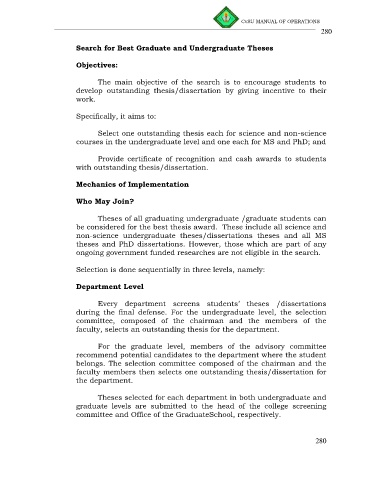 CvSU MANUAL OF OPERATIONS
280
Search for Best Graduate and Undergraduate Theses
Objectives:
The main objective of the search is to encourage students to
develop outstanding thesis/dissertation by giving incentive to their
work.
Specifically, it aims to:
Select one outstanding thesis each for science and non-science
courses in the undergraduate level and one each for MS and PhD; and
Provide certificate of recognition and cash awards to students
with outstanding thesis/dissertation.
Mechanics of Implementation
Who May Join?
Theses of all graduating undergraduate /graduate students can
be considered for the best thesis award. These include all science and
non-science undergraduate theses/dissertations theses and all MS
theses and PhD dissertations. However, those which are part of any
ongoing government funded researches are not eligible in the search.
Selection is done sequentially in three levels, namely:
Department Level
Every department screens students' theses /dissertations
during the final defense. For the undergraduate level, the selection
committee, composed of the chairman and the members of the
faculty, selects an outstanding thesis for the department.
For the graduate level, members of the advisory committee
recommend potential candidates to the department where the student
belongs. The selection committee composed of the chairman and the
faculty members then selects one outstanding thesis/dissertation for
the department.
Theses selected for each department in both undergraduate and
graduate levels are submitted to the head of the college screening
committee and Office of the GraduateSchool, respectively.
280